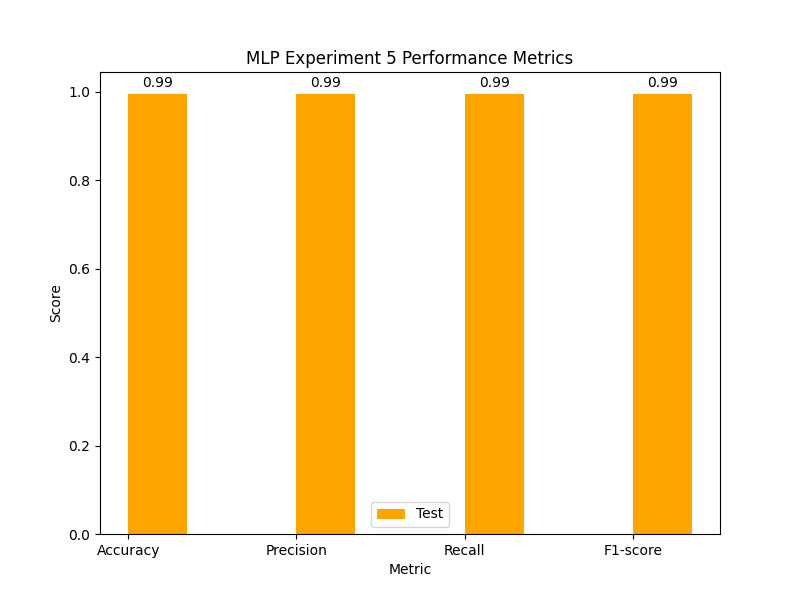 MLP Experiment 5 Performance Metrics
0.99 0.99 0.99 0.99
1.0
0.8
0.6
0.4
0.2
0.0
Score
Test
Accuracy Precision Recall F1-score
Metric